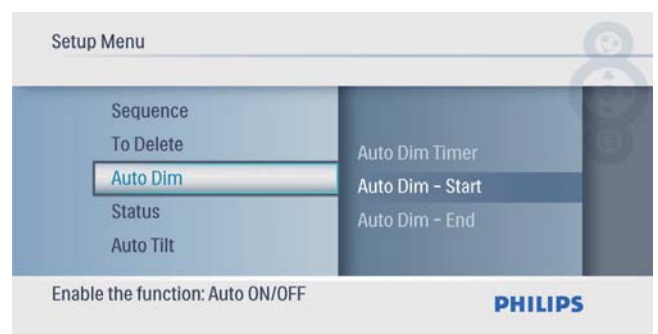 Setup Menu
Sequence
To Delete
Auto Dim
Status
Auto Tilt
Auto Dim Timer
Auto Dim - Start
Auto Dim - End
Enable the function: Auto ON/OFF
PHILIPS